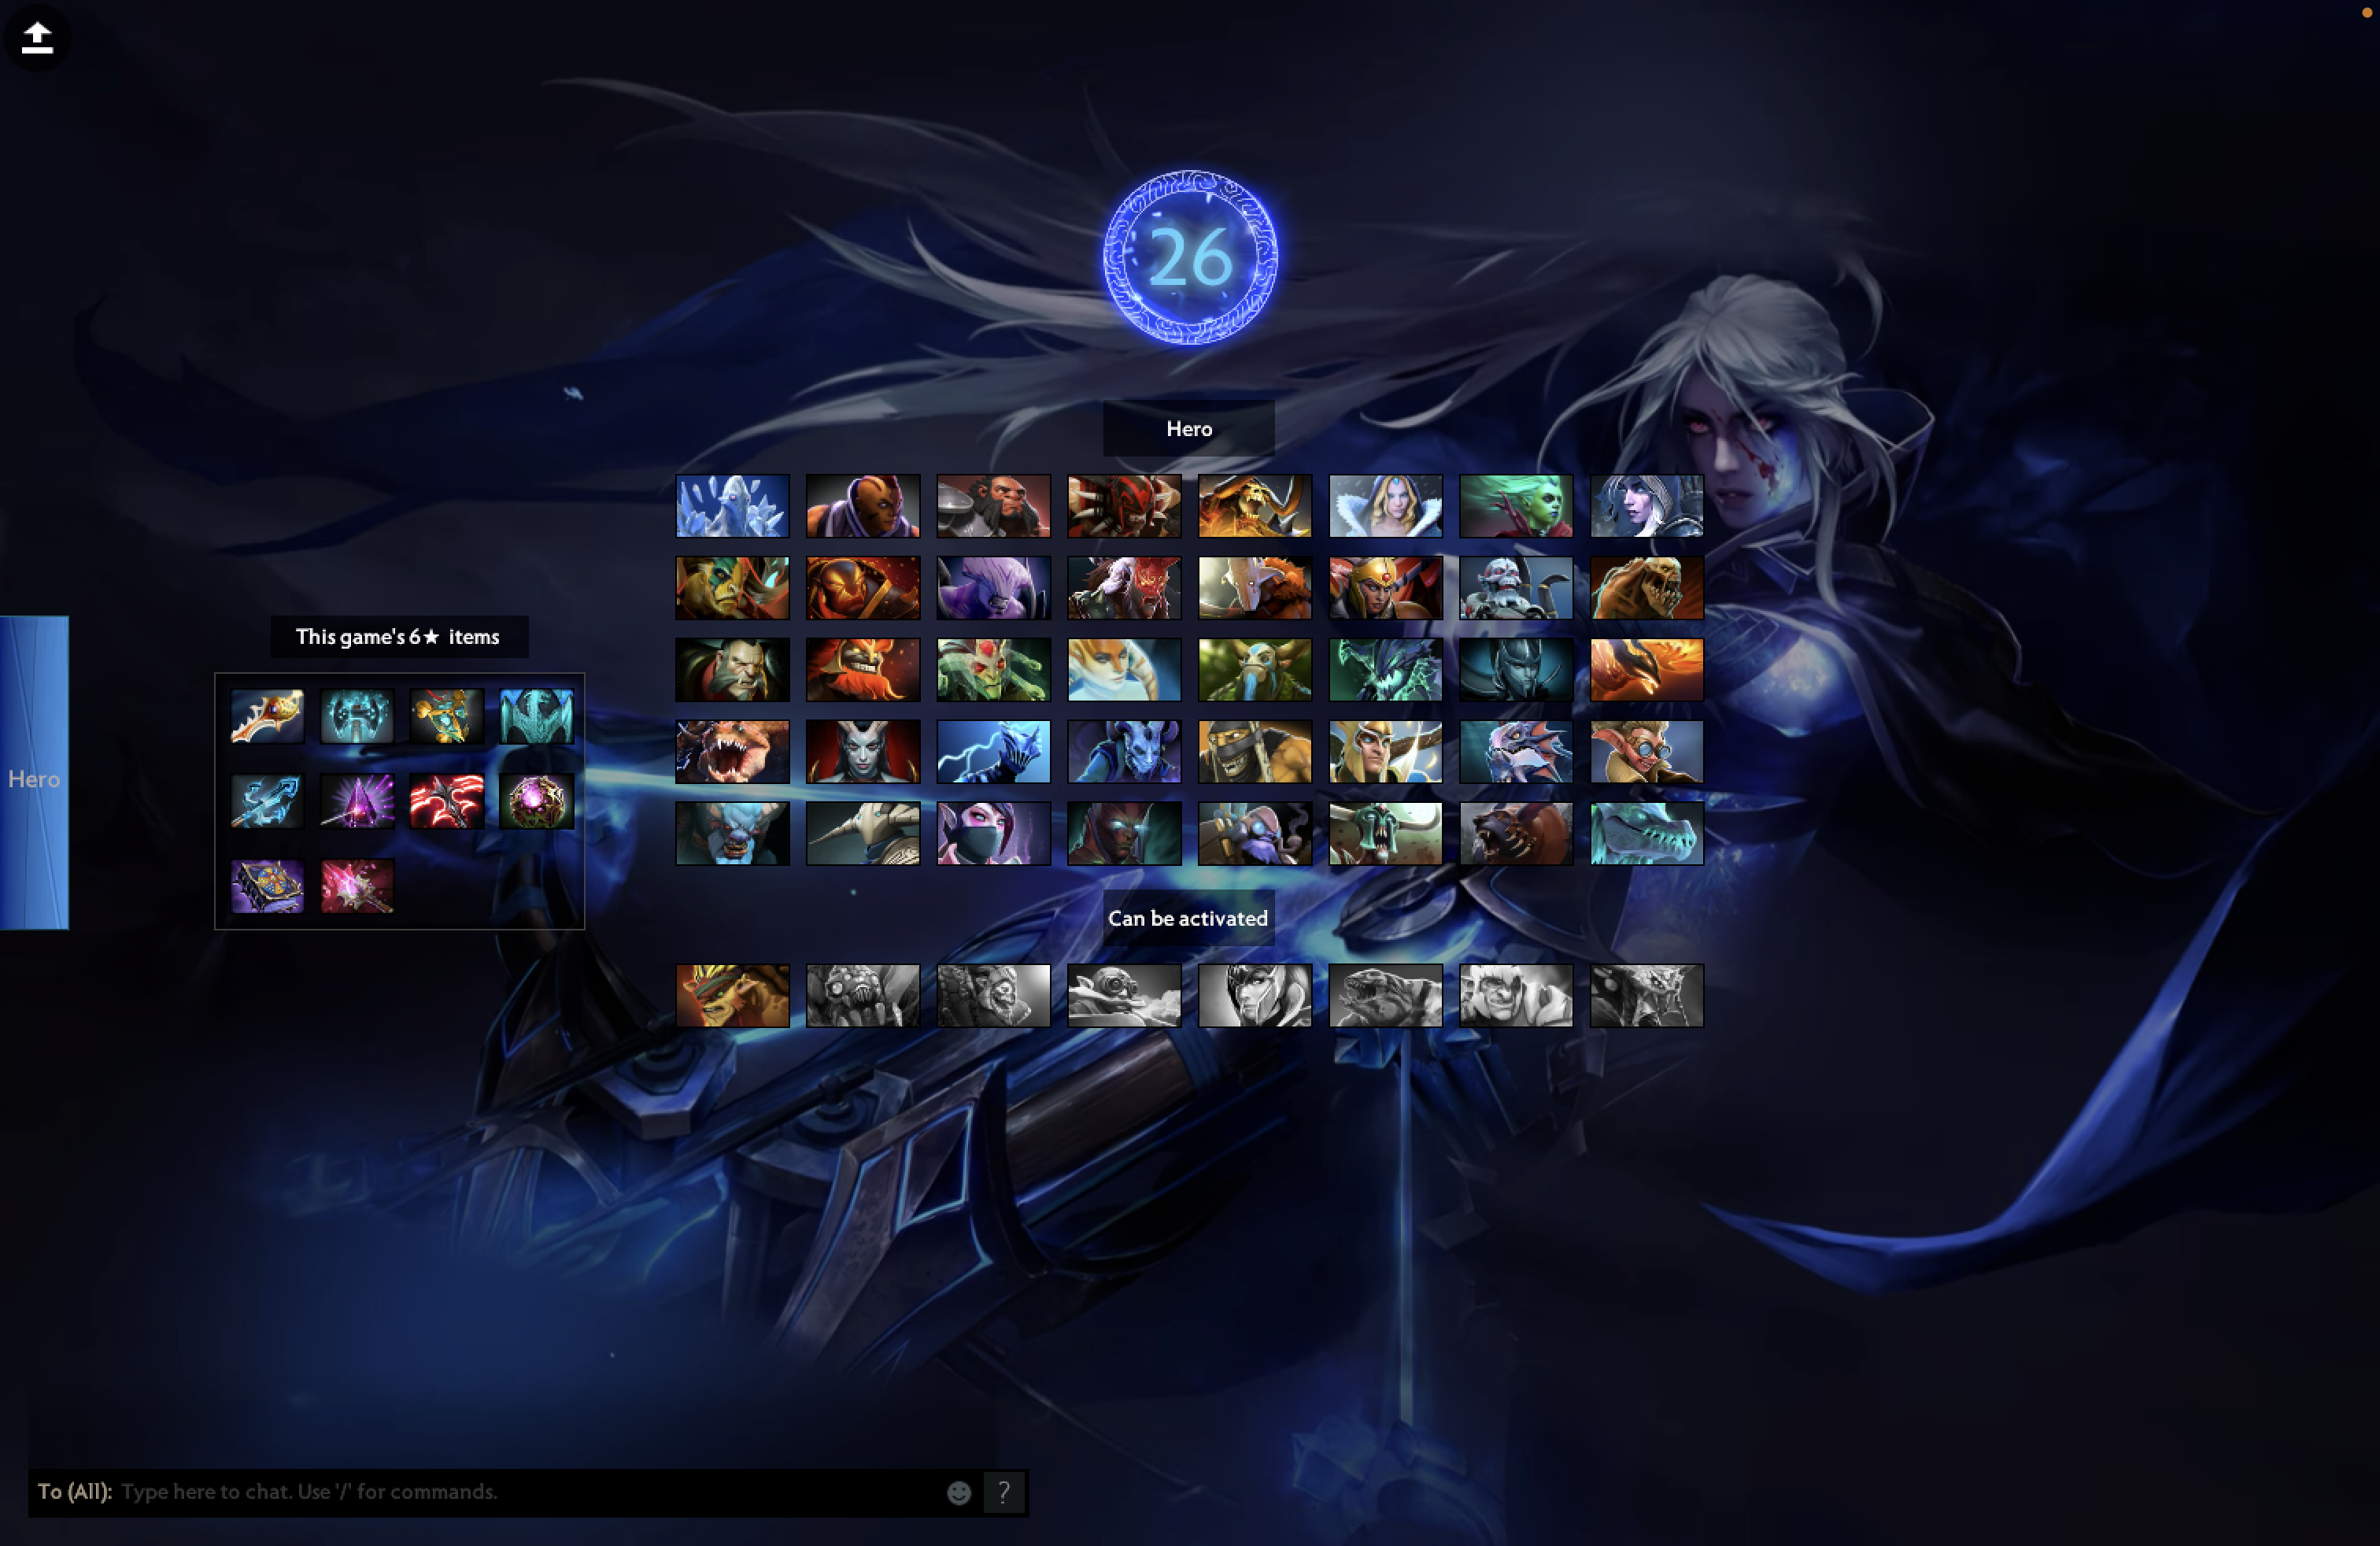 26
Hero
This game's 6★ items
Hero
Can be activated
To (All): Type here to chat. Use '/' for commands.
?